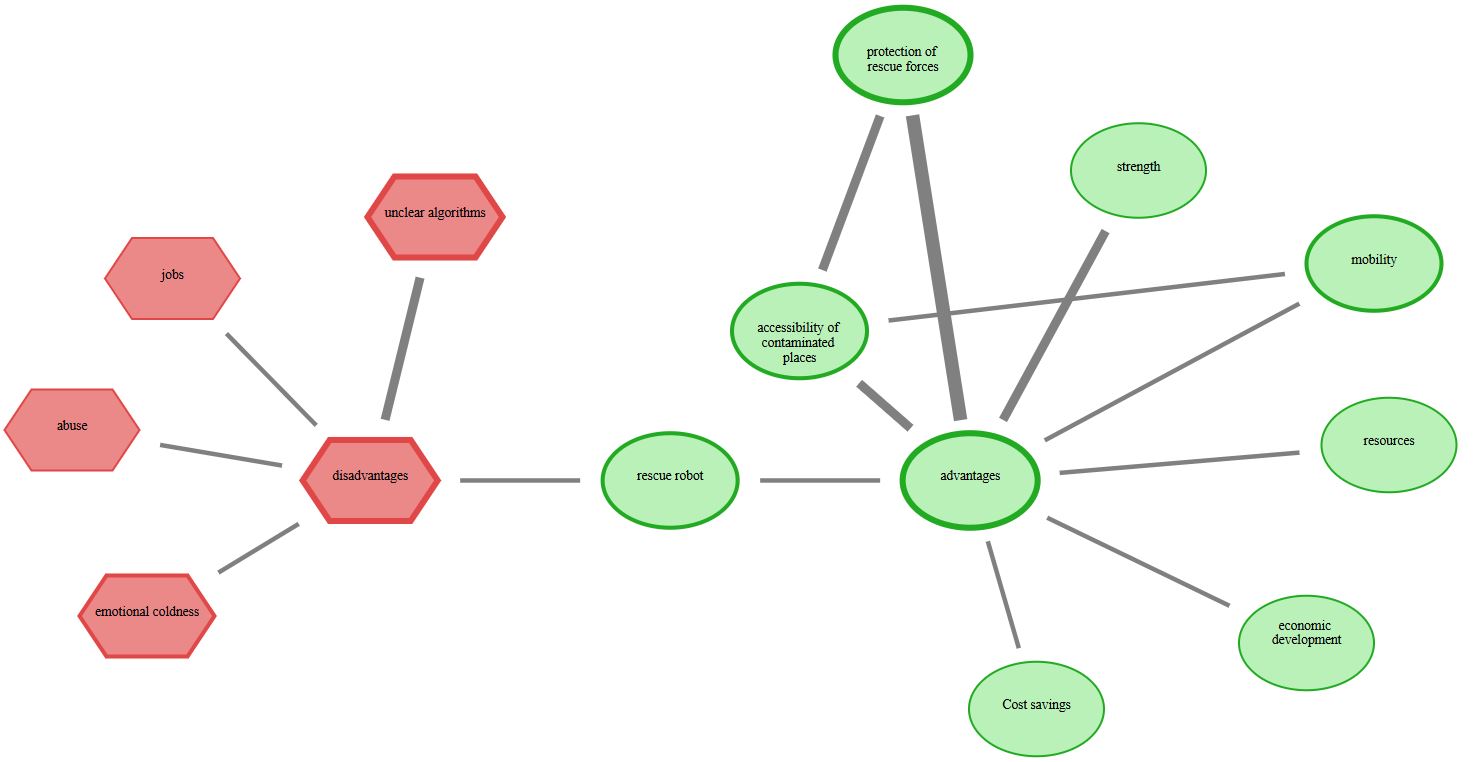 protection of
rescue forces
strength
unclear algorithms
mobility
jobs
accessibility of
contaminated
places
abuse
resources
disadvantages
rescue robot
advantages
emotional coldness
economic
development
Cost savings